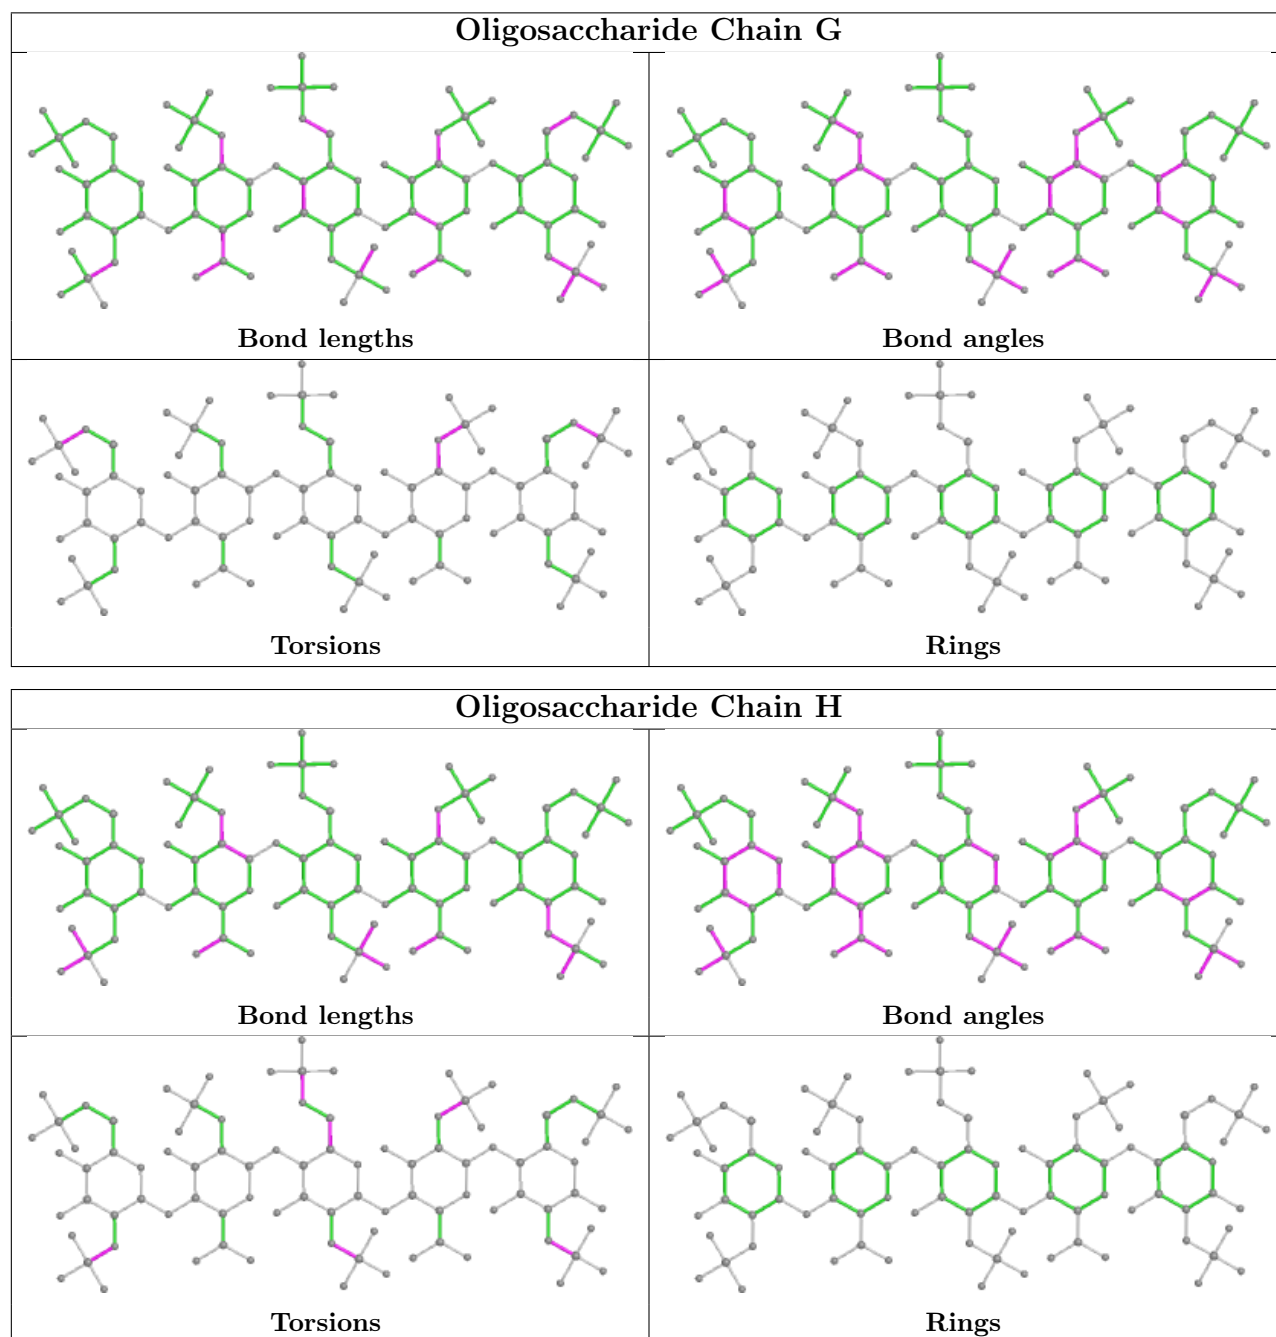 Oligosaccharide Chain G
Bond lengths
Bond angles
Torsions
Rings
Oligosaccharide Chain H
Bond lengths
Bond angles
Torsions
Rings